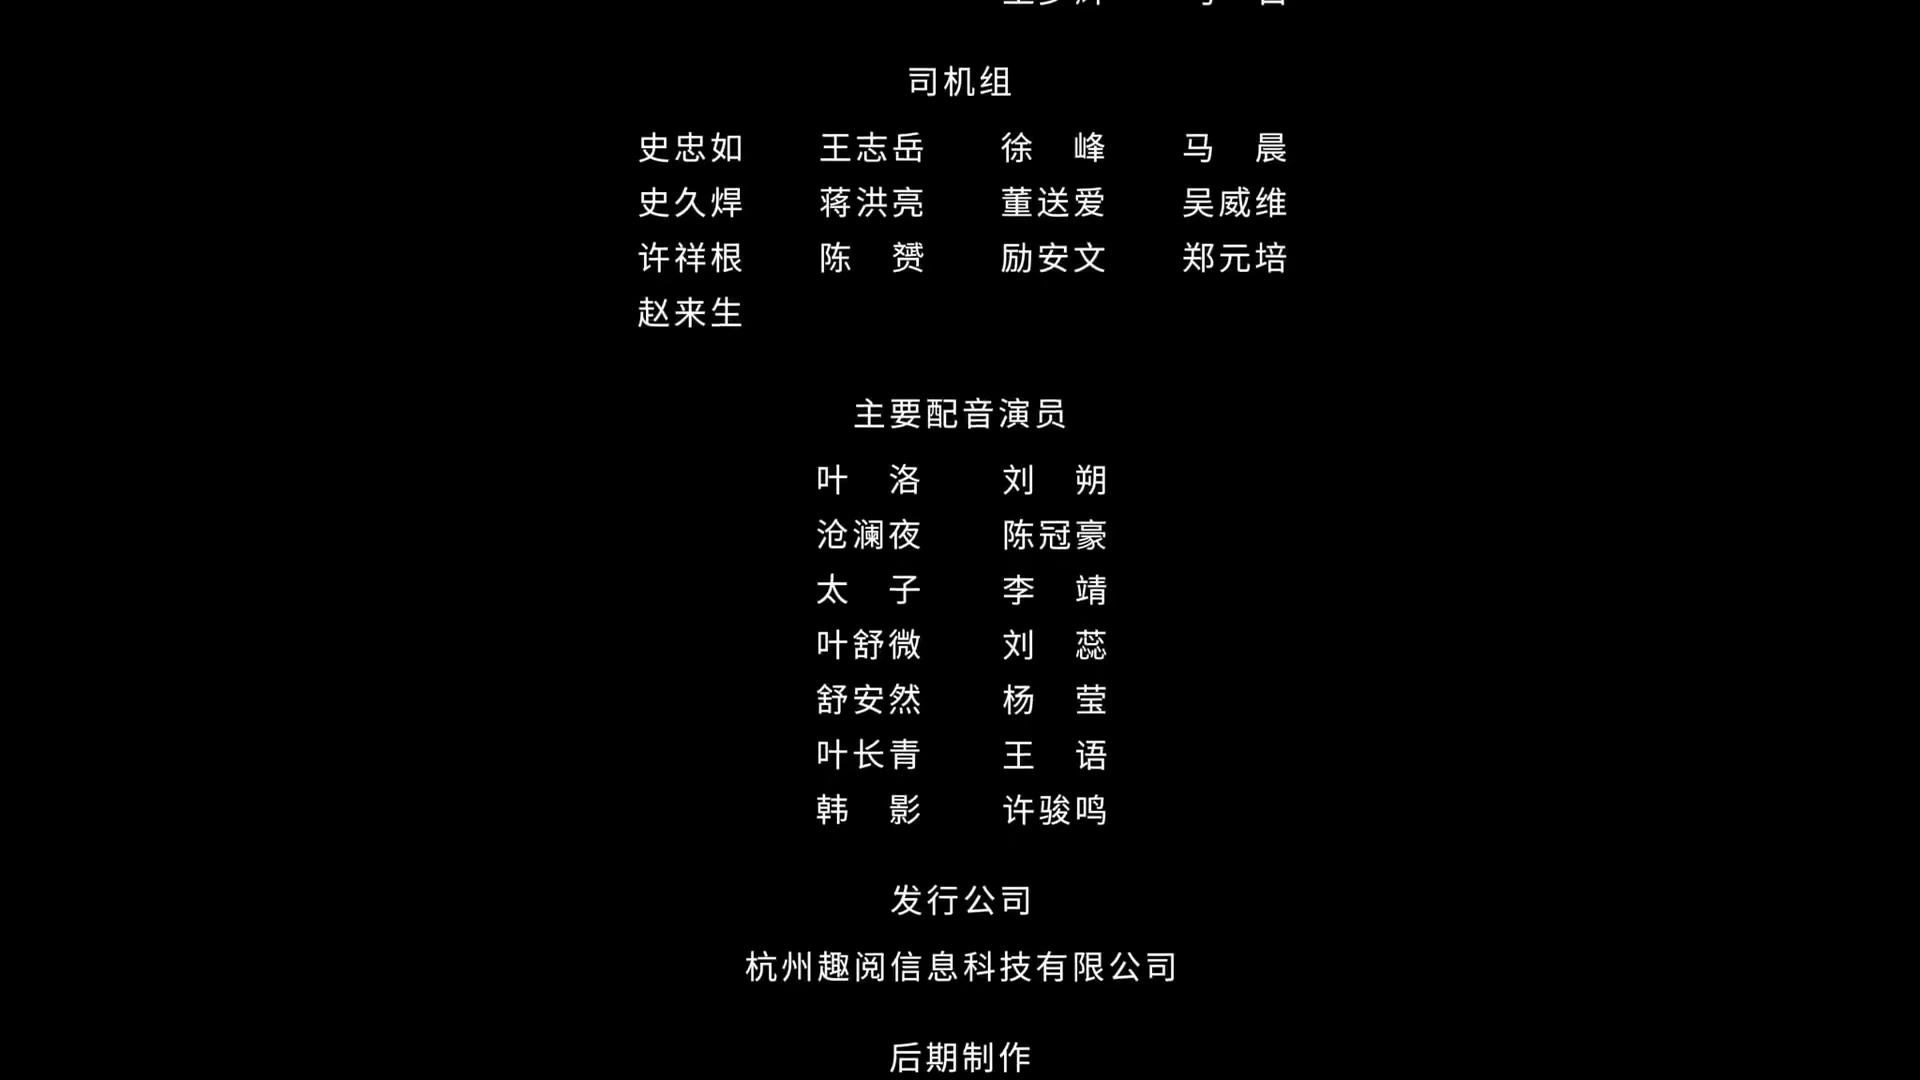 司机组
史忠如 王志岳 徐 峰 马 晨
史久焊 蒋洪亮 董送爱 吴威维
许祥根 陈 赟 励安文 郑元培
赵来生
主要配音演员
叶 洛 刘 朔
沧澜夜 陈冠豪
太 子 李 靖
叶舒微 刘 蕊
舒安然 杨 莹
叶长青 王 语
韩 影 许骏鸣
发行公司
杭州趣阅信息科技有限公司
后期制作